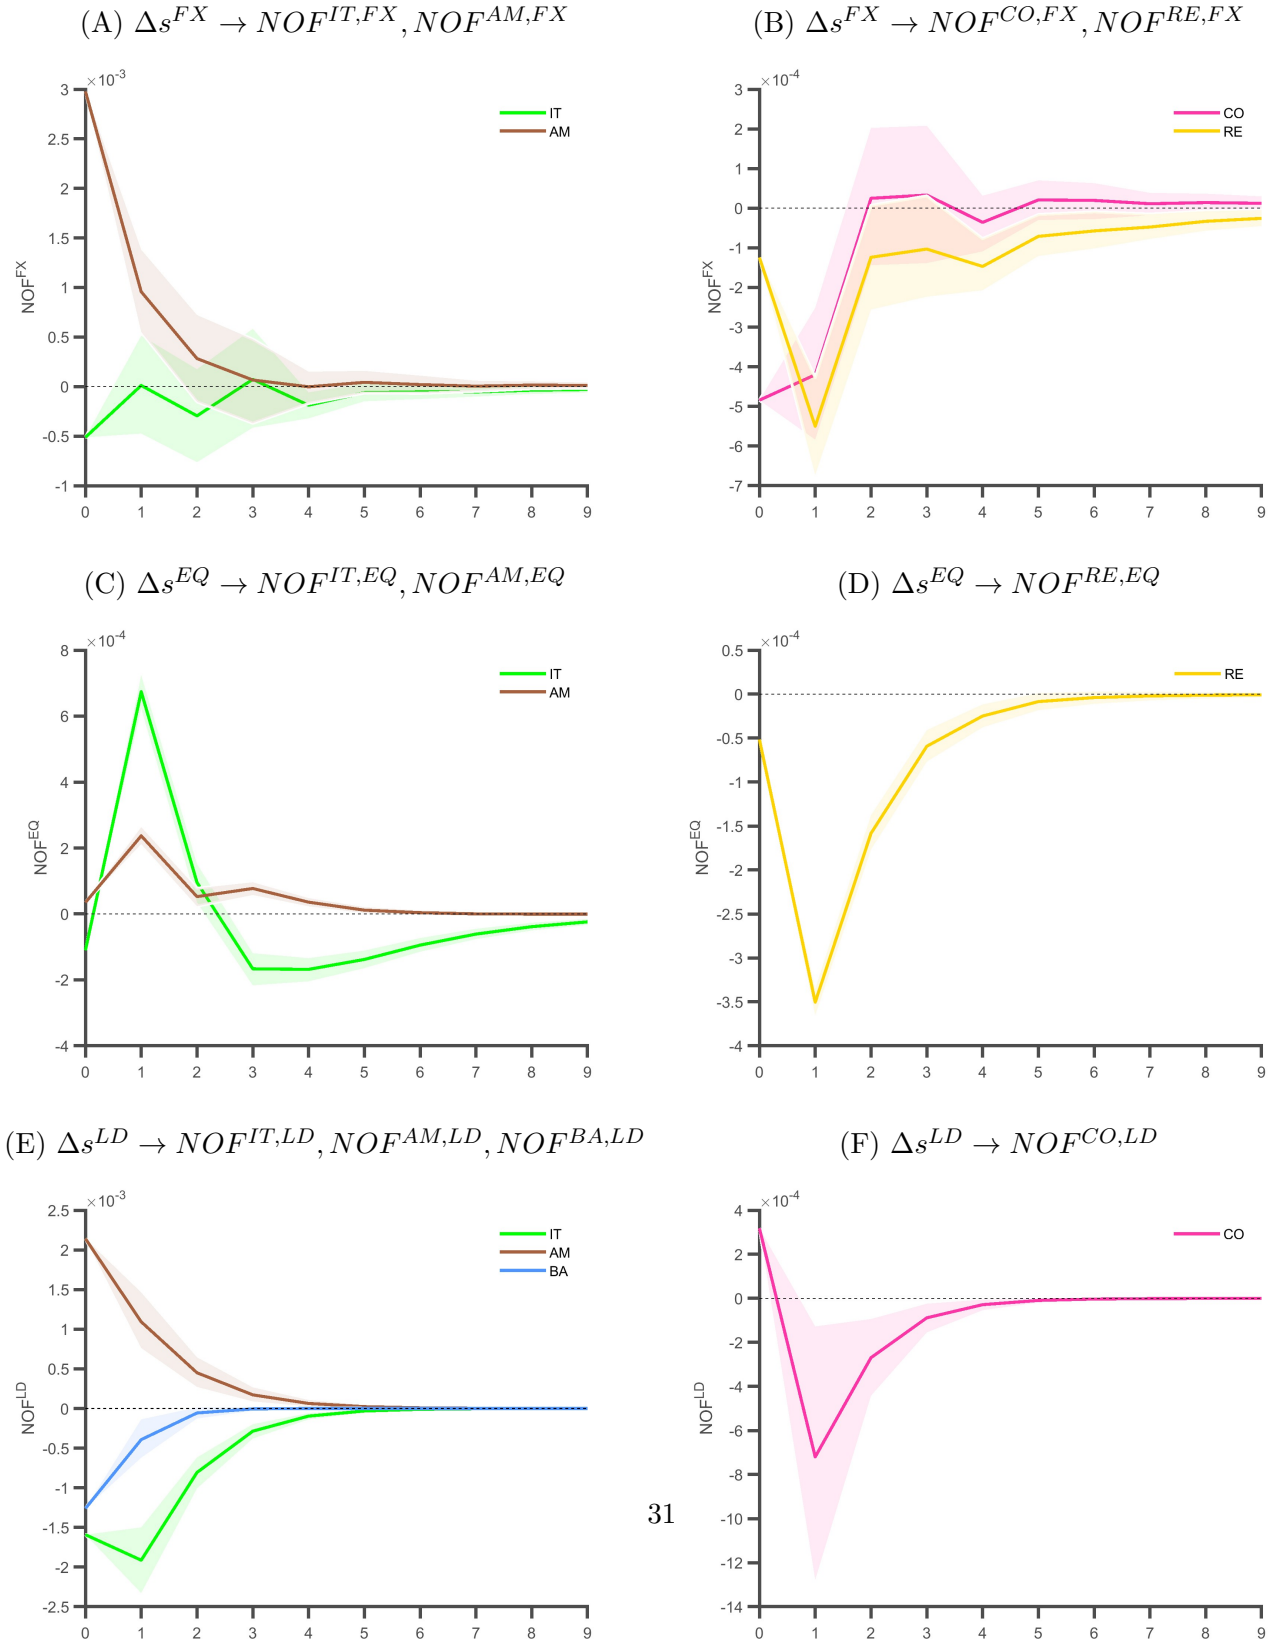 (A) Δs^{FX} → NOF^{IT,FX}, NOF^{AM,FX}
×10^{-3}
3
2.5
2
1.5
1
0.5
0
-0.5
-1
NOF^{FX}
IT
AM
0 1 2 3 4 5 6 7 8 9
(B) Δs^{FX} → NOF^{CO,FX}, NOF^{RE,FX}
×10^{-4}
3
2
1
0
-1
-2
-3
-4
-5
-6
-7
NOF^{FX}
CO
RE
0 1 2 3 4 5 6 7 8 9
(C) Δs^{EQ} → NOF^{IT,EQ}, NOF^{AM,EQ}
×10^{-4}
8
6
4
2
0
-2
-4
NOF^{EQ}
IT
AM
0 1 2 3 4 5 6 7 8 9
(D) Δs^{EQ} → NOF^{RE,EQ}
×10^{-4}
0.5
0
-0.5
-1
-1.5
-2
-2.5
-3
-3.5
-4
NOF^{EQ}
RE
0 1 2 3 4 5 6 7 8 9
(E) Δs^{LD} → NOF^{IT,LD}, NOF^{AM,LD}, NOF^{BA,LD}
×10^{-3}
2.5
2
1.5
1
0.5
0
-0.5
-1
-1.5
-2
-2.5
NOF^{LD}
IT
AM
BA
0 1 2 3 4 5 6 7 8 9
(F) Δs^{LD} → NOF^{CO,LD}
×10^{-4}
4
2
0
-2
-4
-6
-8
-10
-12
-14
NOF^{LD}
CO
0 1 2 3 4 5 6 7 8 9
31